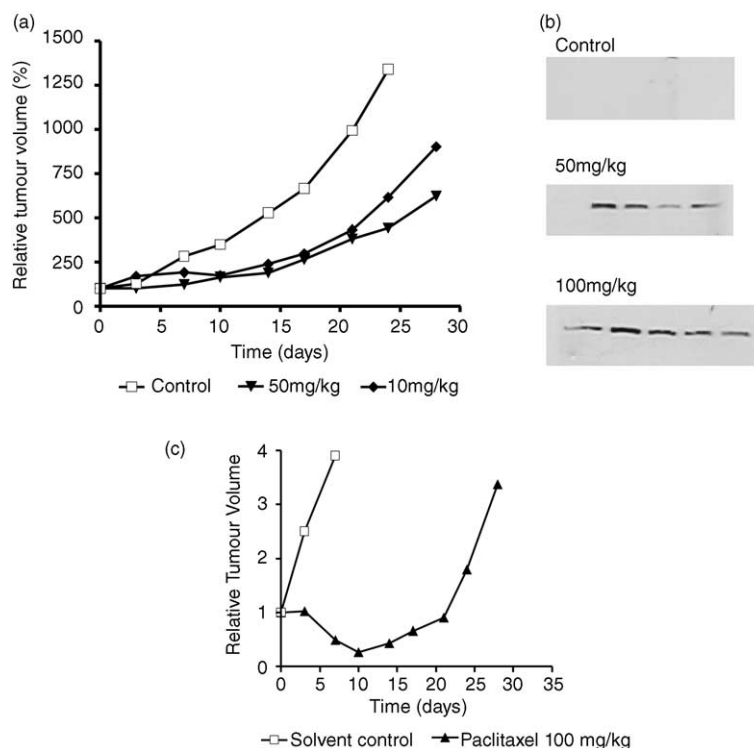 (a)
1500
1250
1000
750
500
250
0
Relative tumour volume (%)
0 5 10 15 20 25 30
Time (days)
Control 50mg/kg 10mg/kg
(b)
Control
50mg/kg
100mg/kg
(c)
4
3
2
1
0
Relative Tumour Volume
0 5 10 15 20 25 30 35
Time (days)
Solvent control Paclitaxel 100 mg/kg